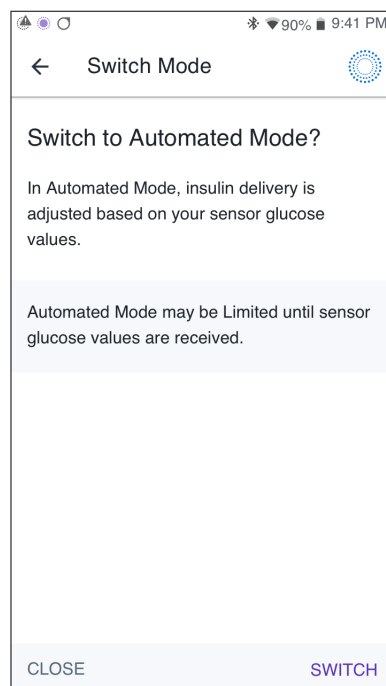 90% 9:41 PM
Switch Mode
Switch to Automated Mode?
In Automated Mode, insulin delivery is
adjusted based on your sensor glucose
values.
Automated Mode may be Limited until sensor
glucose values are received.
CLOSE SWITCH